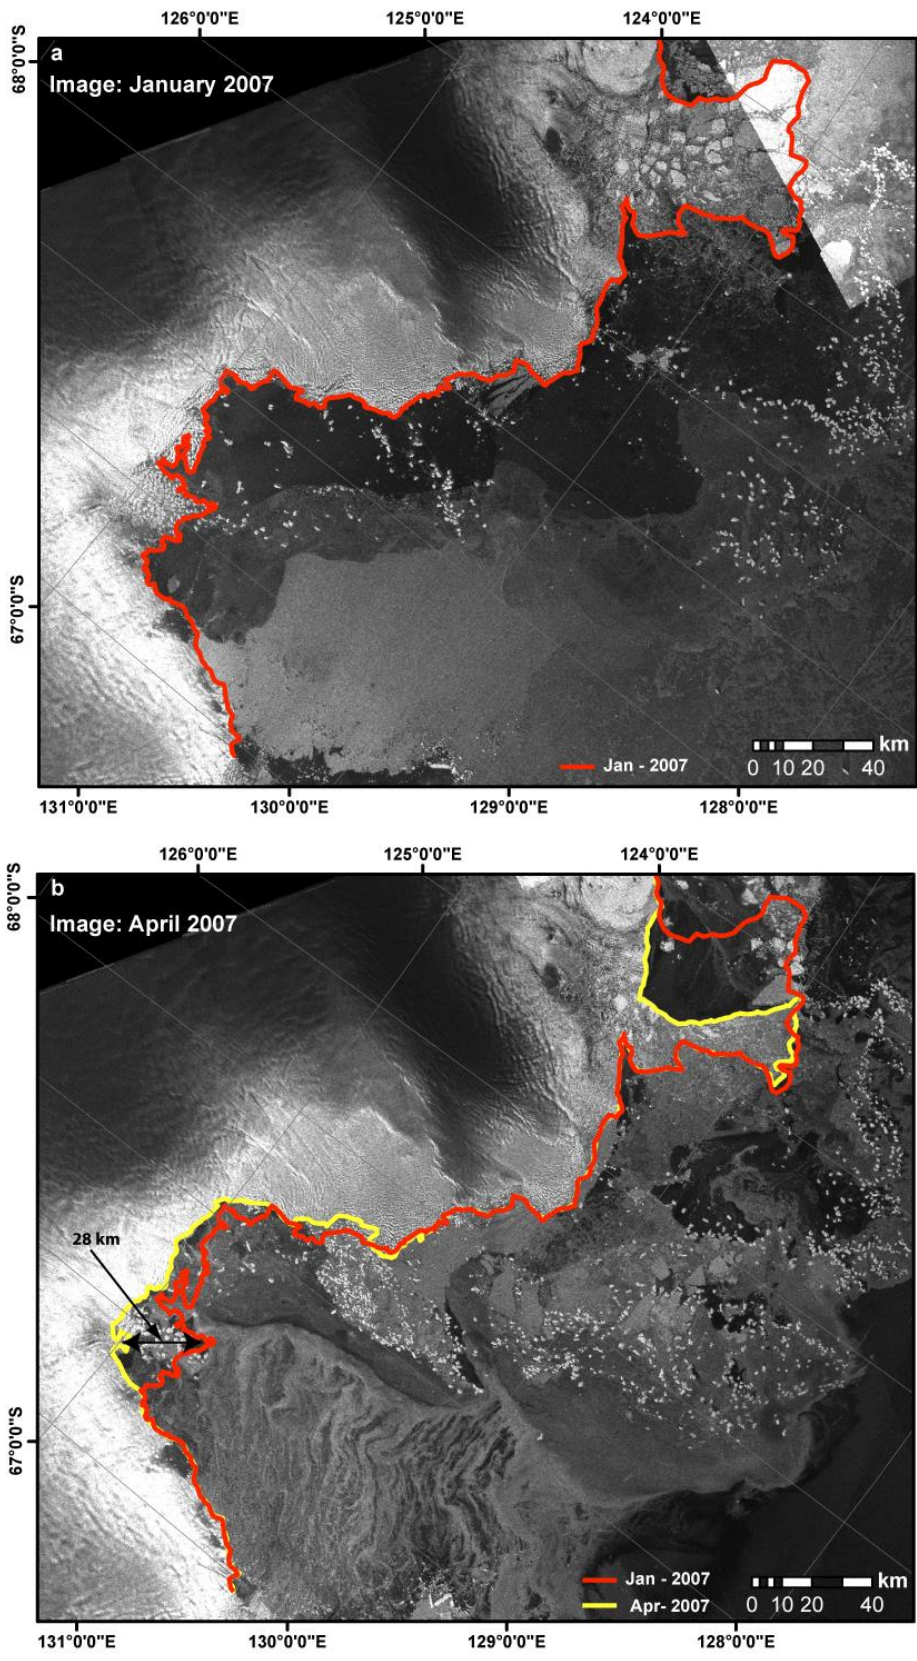 126°0'0"E 125°0'0"E 124°0'0"E
68°0'0"S
a
Image: January 2007
67°0'0"S
km
Jan - 2007
0 10 20 40
131°0'0"E 130°0'0"E 129°0'0"E 128°0'0"E
126°0'0"E 125°0'0"E 124°0'0"E
68°0'0"S
b
Image: April 2007
28 km
67°0'0"S
Jan - 2007 km
Apr- 2007 0 10 20 40
131°0'0"E 130°0'0"E 129°0'0"E 128°0'0"E